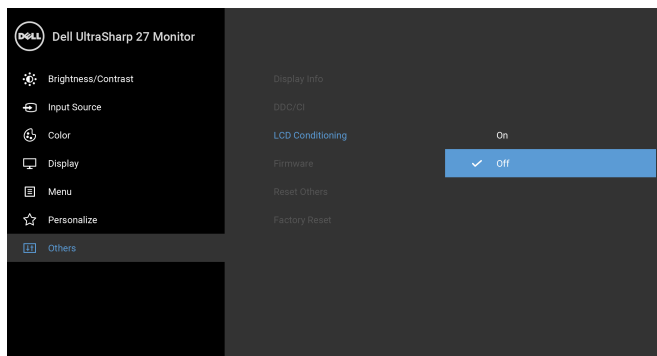 DELL Dell UltraSharp 27 Monitor
Brightness/Contrast
Input Source
Color
Display
Menu
Personalize
Others
Display Info
DDC/CI
LCD Conditioning
Firmware
Reset Others
Factory Reset
On
Off